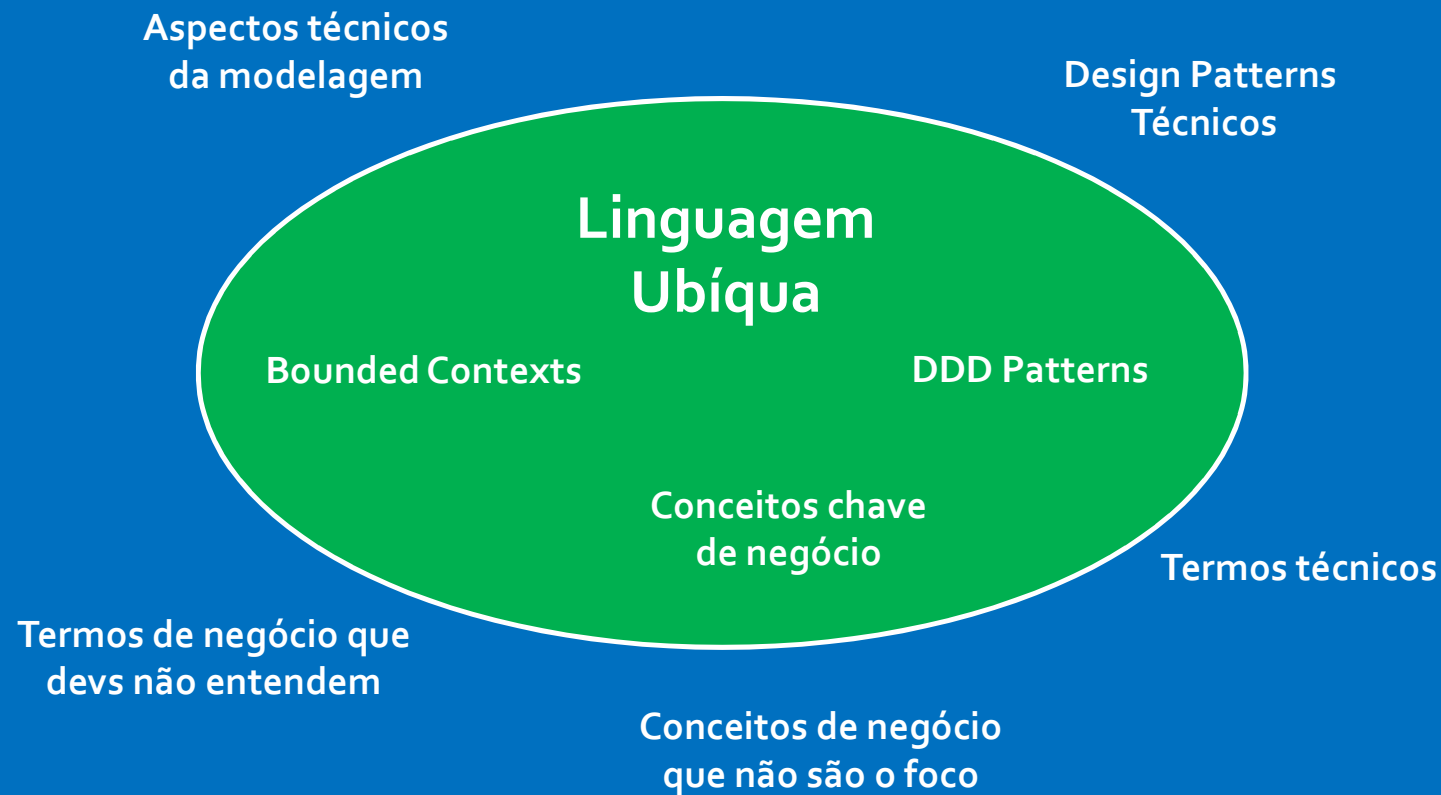 Aspectos técnicos
da modelagem
Design Patterns
Técnicos
Linguagem
Ubíqua
Bounded Contexts
DDD Patterns
Conceitos chave
de negócio
Termos técnicos
Termos de negócio que
devs não entendem
Conceitos de negócio
que não são o foco